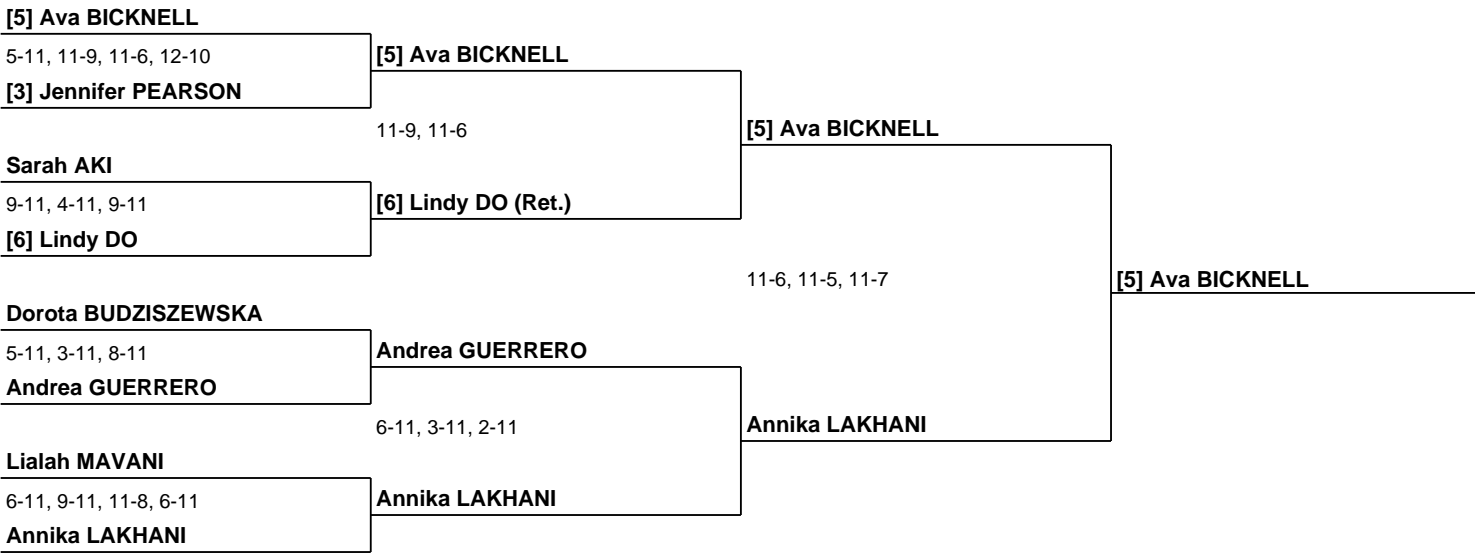 [5] Ava BICKNELL
5-11, 11-9, 11-6, 12-10
[3] Jennifer PEARSON
Sarah AKI
9-11, 4-11, 9-11
[6] Lindy DO
Dorota BUDZISZEWSKA
5-11, 3-11, 8-11
Andrea GUERRERO
Lialah MAVANI
6-11, 9-11, 11-8, 6-11
Annika LAKHANI
[5] Ava BICKNELL
11-9, 11-6
[6] Lindy DO (Ret.)
Andrea GUERRERO
6-11, 3-11, 2-11
Annika LAKHANI
[5] Ava BICKNELL
11-6, 11-5, 11-7
Annika LAKHANI
[5] Ava BICKNELL